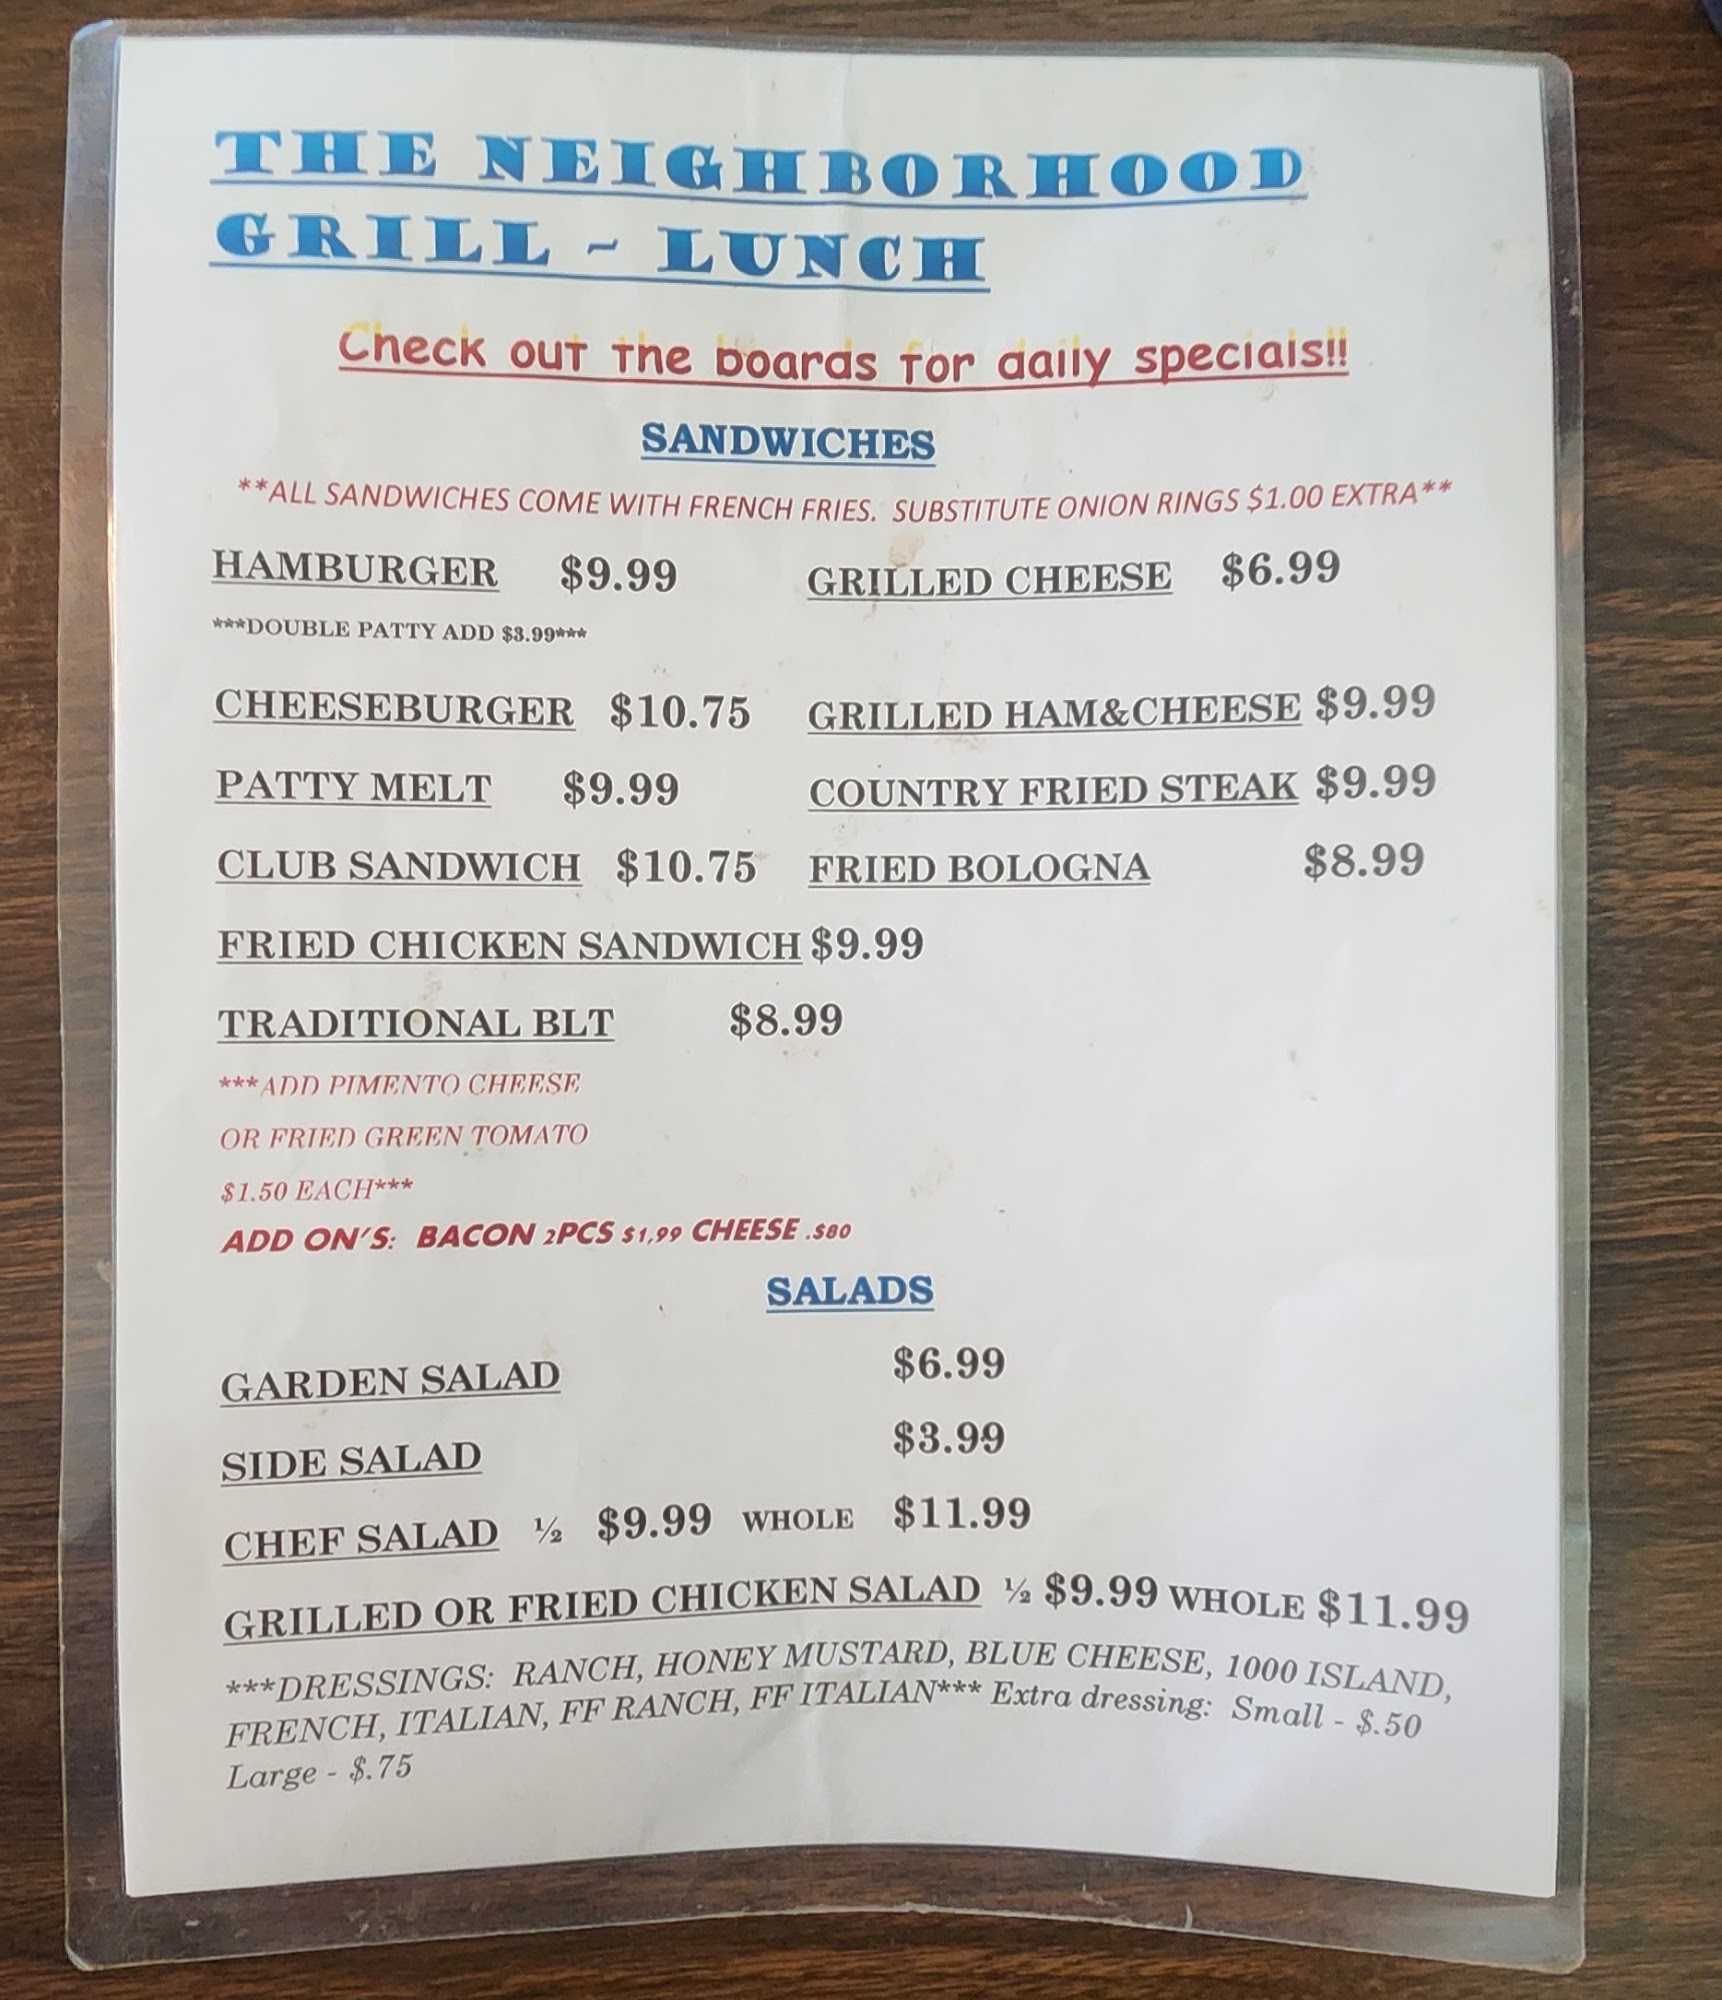 THE NEIGHBORHOOD
GRILL ~ LUNCH
Check out the boards for daily specials!!
SANDWICHES
**ALL SANDWICHES COME WITH FRENCH FRIES. SUBSTITUTE ONION RINGS $1.00 EXTRA**
HAMBURGER $9.99 GRILLED CHEESE $6.99
***DOUBLE PATTY ADD $3.99***
CHEESEBURGER $10.75 GRILLED HAM&CHEESE $9.99
PATTY MELT $9.99 COUNTRY FRIED STEAK $9.99
CLUB SANDWICH $10.75 FRIED BOLOGNA $8.99
FRIED CHICKEN SANDWICH $9.99
TRADITIONAL BLT $8.99
***ADD PIMENTO CHEESE
OR FRIED GREEN TOMATO
$1.50 EACH***
ADD ON'S: BACON 2PCS $1,99 CHEESE .$80
SALADS
GARDEN SALAD $6.99
SIDE SALAD $3.99
CHEF SALAD ½ $9.99 WHOLE $11.99
GRILLED OR FRIED CHICKEN SALAD ½ $9.99 WHOLE $11.99
***DRESSINGS: RANCH, HONEY MUSTARD, BLUE CHEESE, 1000 ISLAND,
FRENCH, ITALIAN, FF RANCH, FF ITALIAN*** Extra dressing: Small - $.50
Large - $.75